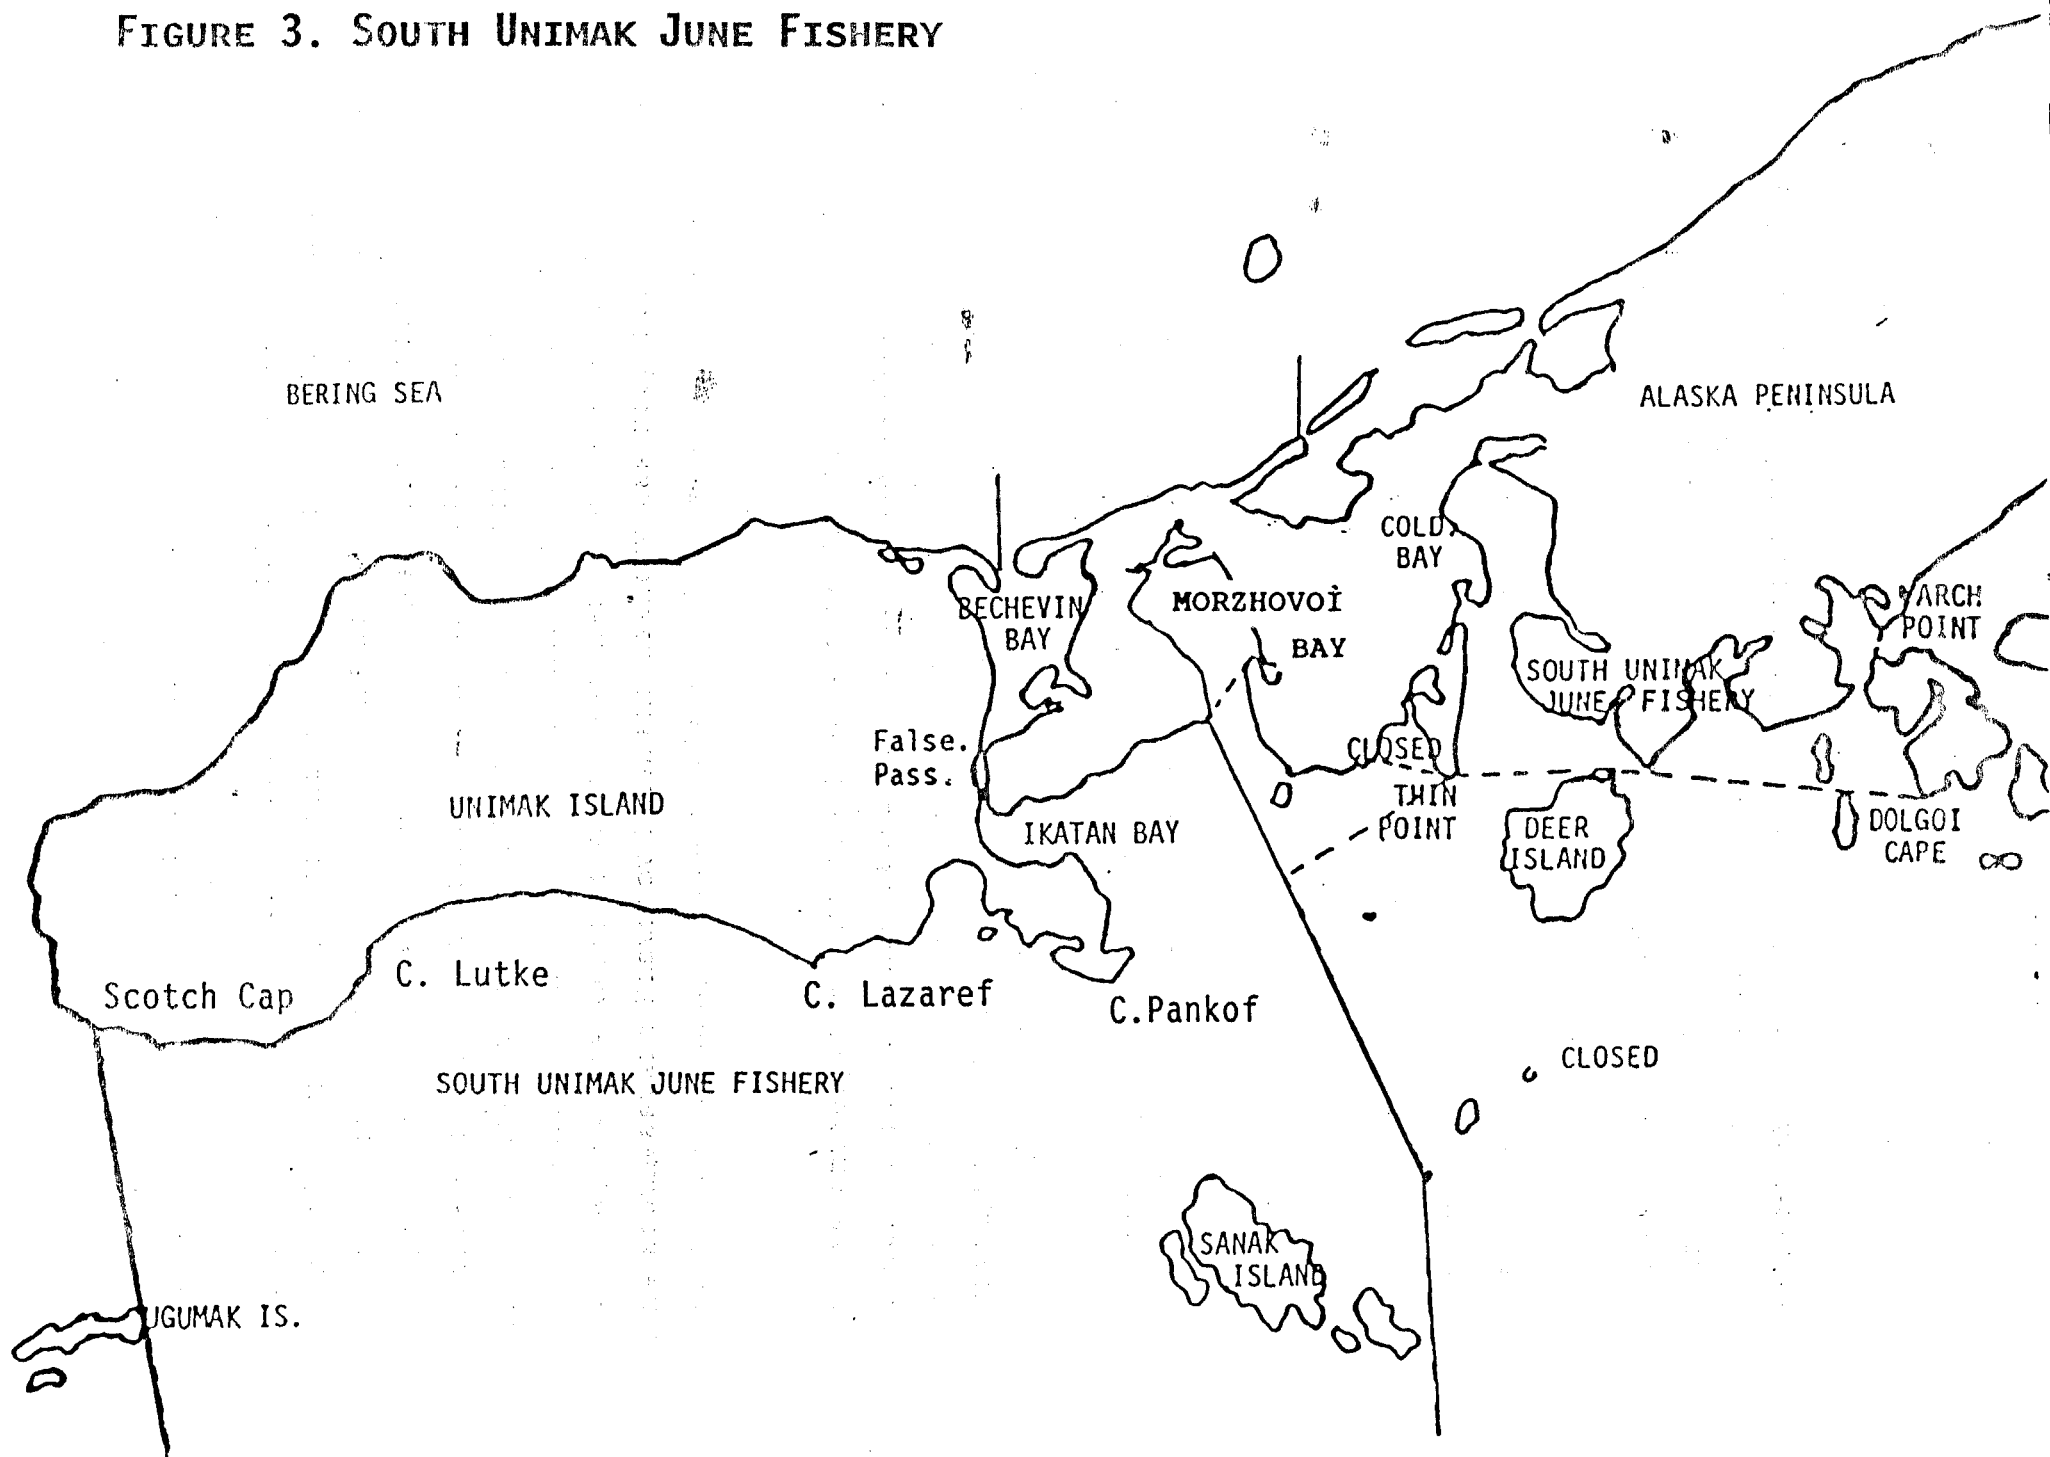 FIGURE 3. SOUTH UNIMAK JUNE FISHERY
BERING SEA
ALASKA PENINSULA
COLD
BAY
BECHEVIN
BAY
MORZHOVOI
BAY
ARCH
POINT
SOUTH UNIMAK
JUNE FISHERY
False.
Pass.
CLOSED
UNIMAK ISLAND
THIN
POINT
IKATAN BAY
DEER
ISLAND
DOLGOI
CAPE
C. Lutke
Scotch Cap
C. Lazaref
C.Pankof
CLOSED
SOUTH UNIMAK JUNE FISHERY
SANAK
ISLAND
UGUMAK IS.